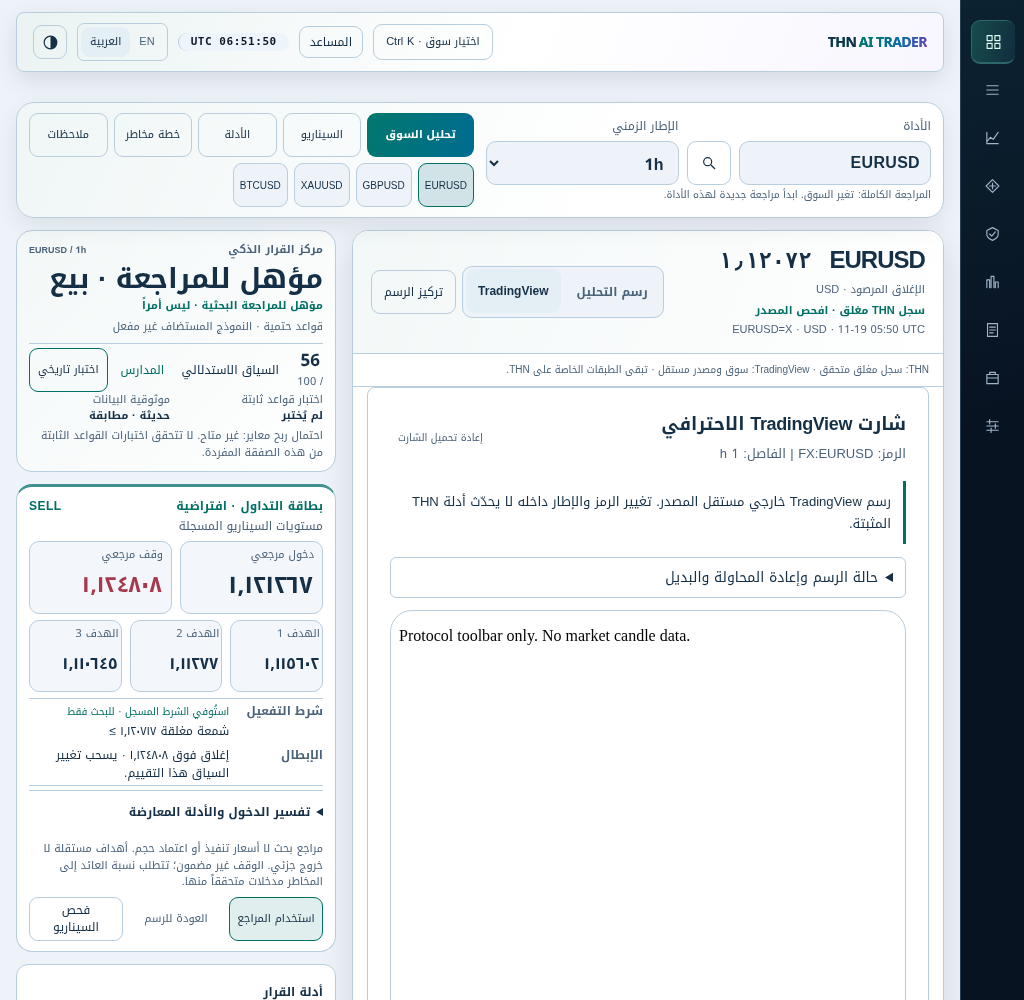 THN AI TRADER
اختيار سوق · Ctrl K
المساعد
UTC 06:51:50
EN
العربية
الأداة
EURUSD
الإطار الزمني
1h
تحليل السوق
السيناريو
الأدلة
خطة مخاطر
ملاحظات
EURUSD
GBPUSD
XAUUSD
BTCUSD
المراجعة الكاملة: تغير السوق. ابدأ مراجعة جديدة لهذه الأداة.
EURUSD
١٫١٢٠٧٢
الإغلاق المرصود · USD
سجل THN مغلق · افحص المصدر
EURUSD=X · USD · 11-19 05:50 UTC
رسم التحليل
TradingView
تركيز الرسم
THN: سجل مغلق متحقق · TradingView: سوق ومصدر مستقل · تبقى الطبقات الخاصة على THN.
شارت TradingView الاحترافي
الرمز: FX:EURUSD | الفاصل: 1 h
إعادة تحميل الشارت
رسم TradingView خارجي مستقل المصدر. تغيير الرمز والإطار داخله لا يحدّث أدلة THN
المثبتة.
حالة الرسم وإعادة المحاولة والبديل
Protocol toolbar only. No market candle data.
مركز القرار الذكي
EURUSD / 1h
مؤهل للمراجعة · بيع
مؤهل للمراجعة البحثية · ليس أمراً
قواعد حتمية · النموذج المستضاف غير مفعل
56
/ 100
السياق الاستدلالي
المدارس
اختبار تاريخي
اختبار قواعد ثابتة
لم يُختبر
موثوقية البيانات
حديثة · مطابقة
احتمال ربح معاير: غير متاح. لا تتحقق اختبارات القواعد الثابتة
من هذه الصفقة المفردة.
بطاقة التداول · افتراضية
SELL
مستويات السيناريو المسجلة
دخول مرجعي
١,١٢١٢٦٧
وقف مرجعي
١,١٢٤٨٠٨
الهدف 1
١,١١٥٦٠٢
الهدف 2
١,١١٢٧٧
الهدف 3
١,١١٠٦٤٥
شرط التفعيل
استُوفي الشرط المسجل · للبحث فقط
شمعة مغلقة ١,١٢٠٧١٧ ≥
الإبطال
إغلاق فوق ١,١٢٤٨٠٨ · يسحب تغيير
السياق هذا التقييم.
تفسير الدخول والأدلة المعارضة
مراجع بحث لا أسعار تنفيذ أو اعتماد حجم. أهداف مستقلة لا
خروج جزئي. الوقف غير مضمون؛ تتطلب نسبة العائد إلى
المخاطر مدخلات متحققاً منها.
استخدام المراجع
العودة للرسم
فحص
السيناريو
أدلة القرار